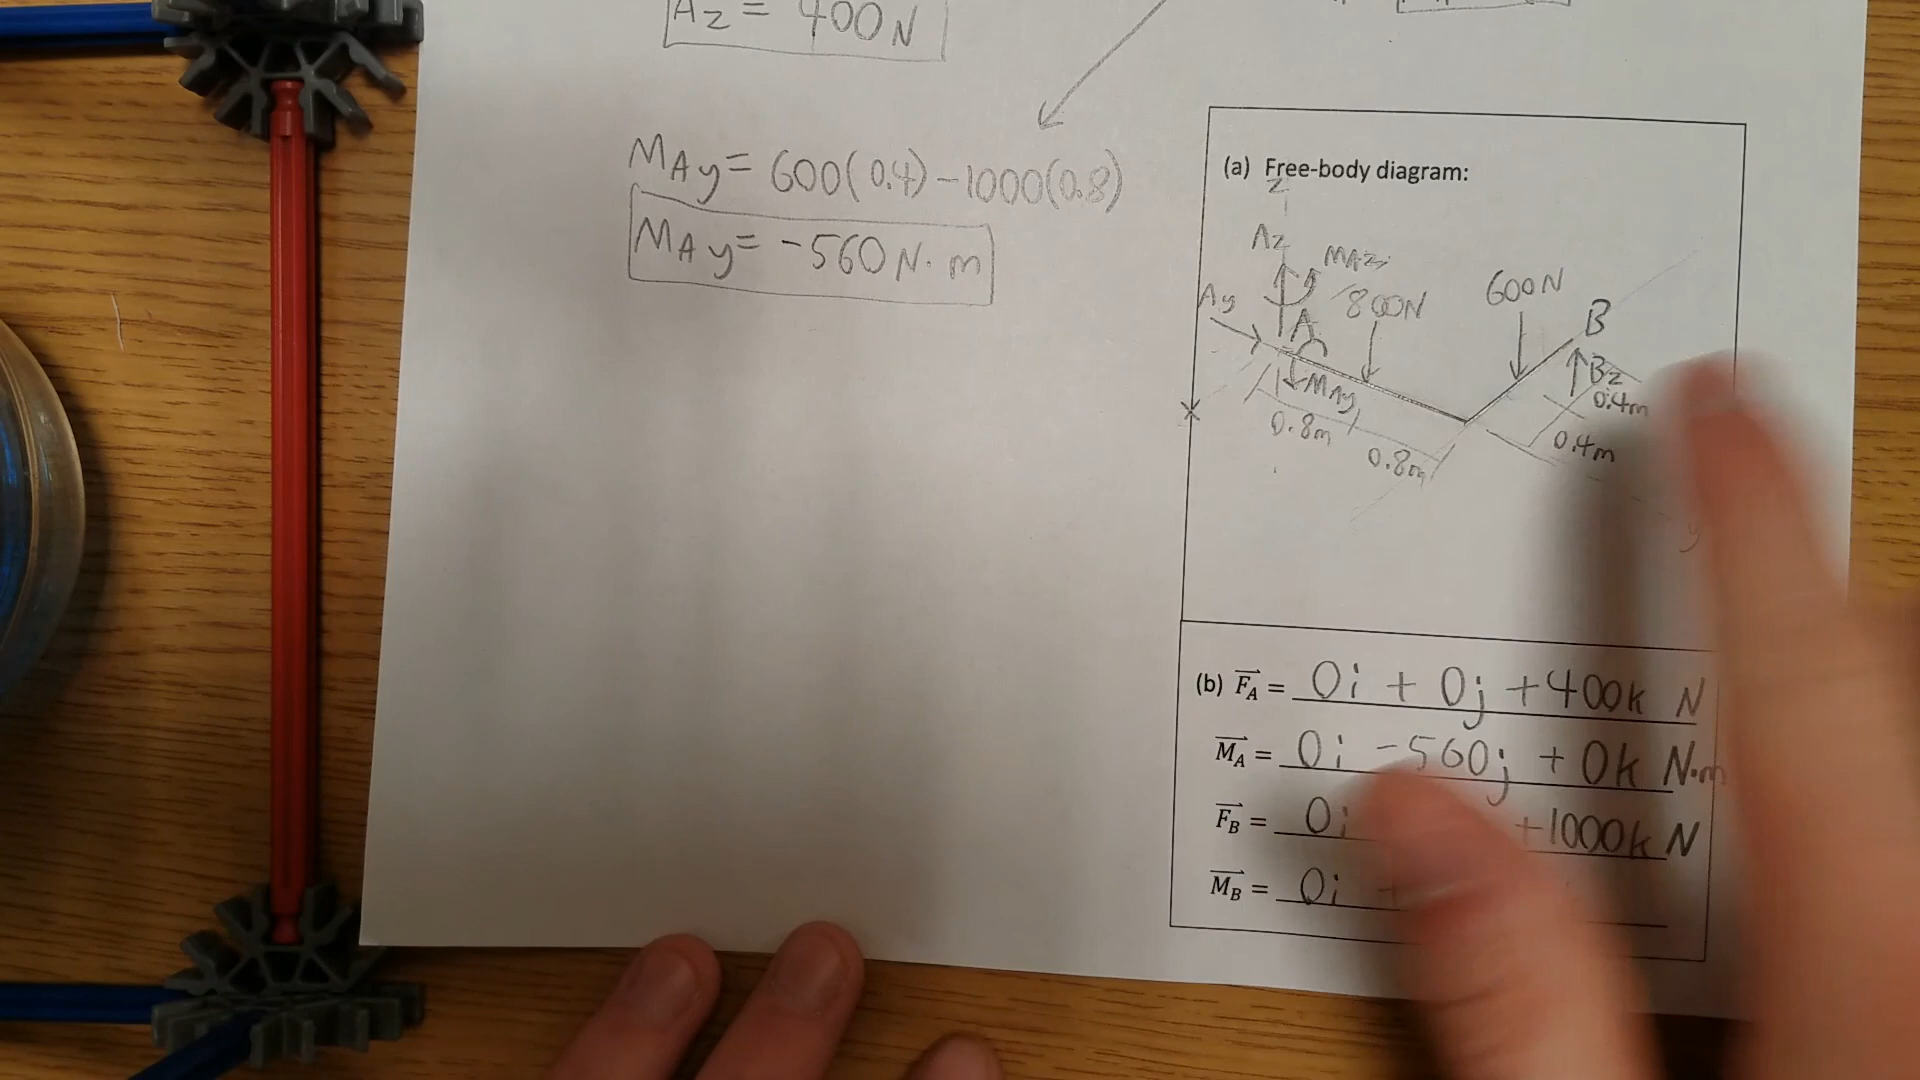 Az = 400N
MAy = 600(0.4) - 1000(0.8)
MAy = -560 N·m
(a) Free-body diagram:
z
Az
MAz
Ay
A
800N
600N
B
Bz
MAy
0.4m
0.8m
0.4m
0.8m
x
y
(b) FA = 0i + 0j + 400k N
MA = 0i - 560j + 0k N·m
FB = 0i +1000k N
MB = 0i